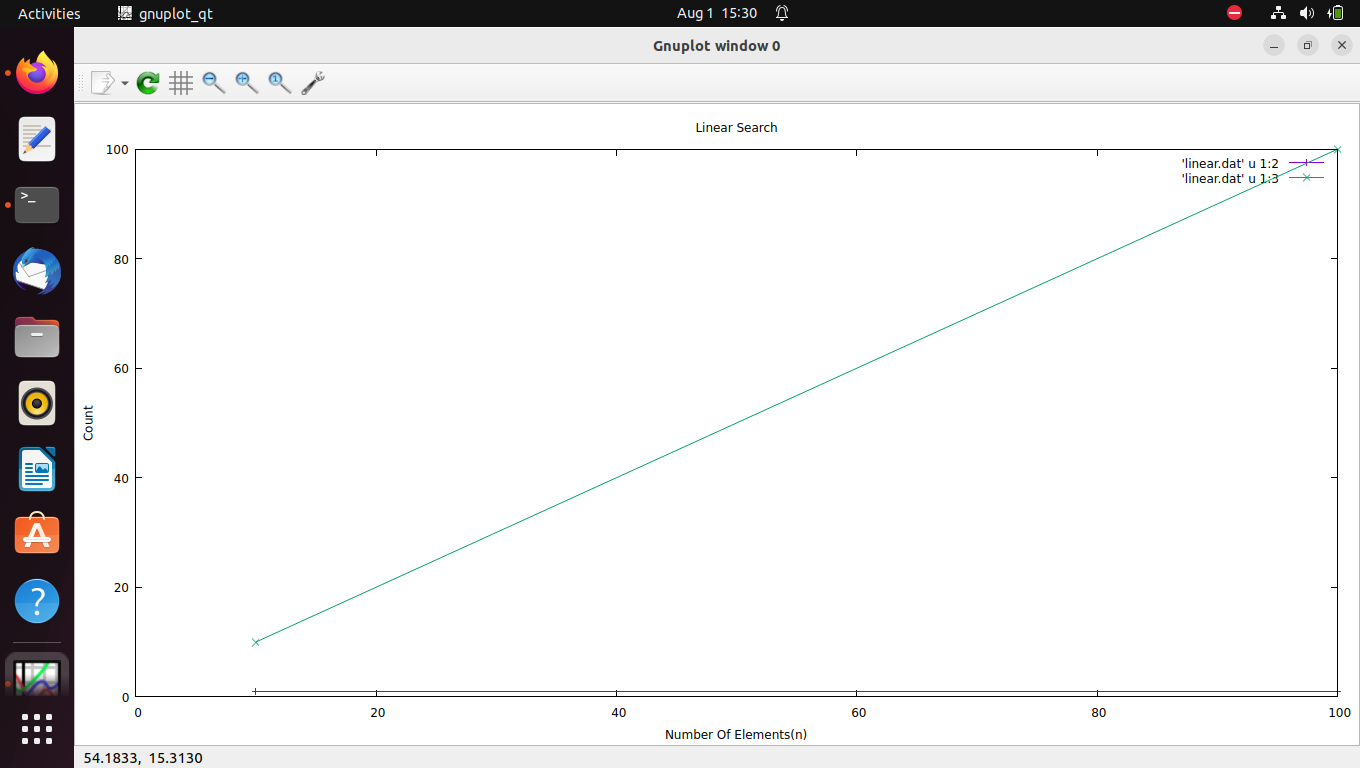 Activities
gnuplot_qt
Aug 1 15:30
Gnuplot window 0
Linear Search
'linear.dat' u 1:2
'linear.dat' u 1:3
100
80
60
40
20
0
Count
0
20
40
60
80
100
Number Of Elements(n)
54.1833, 15.3130